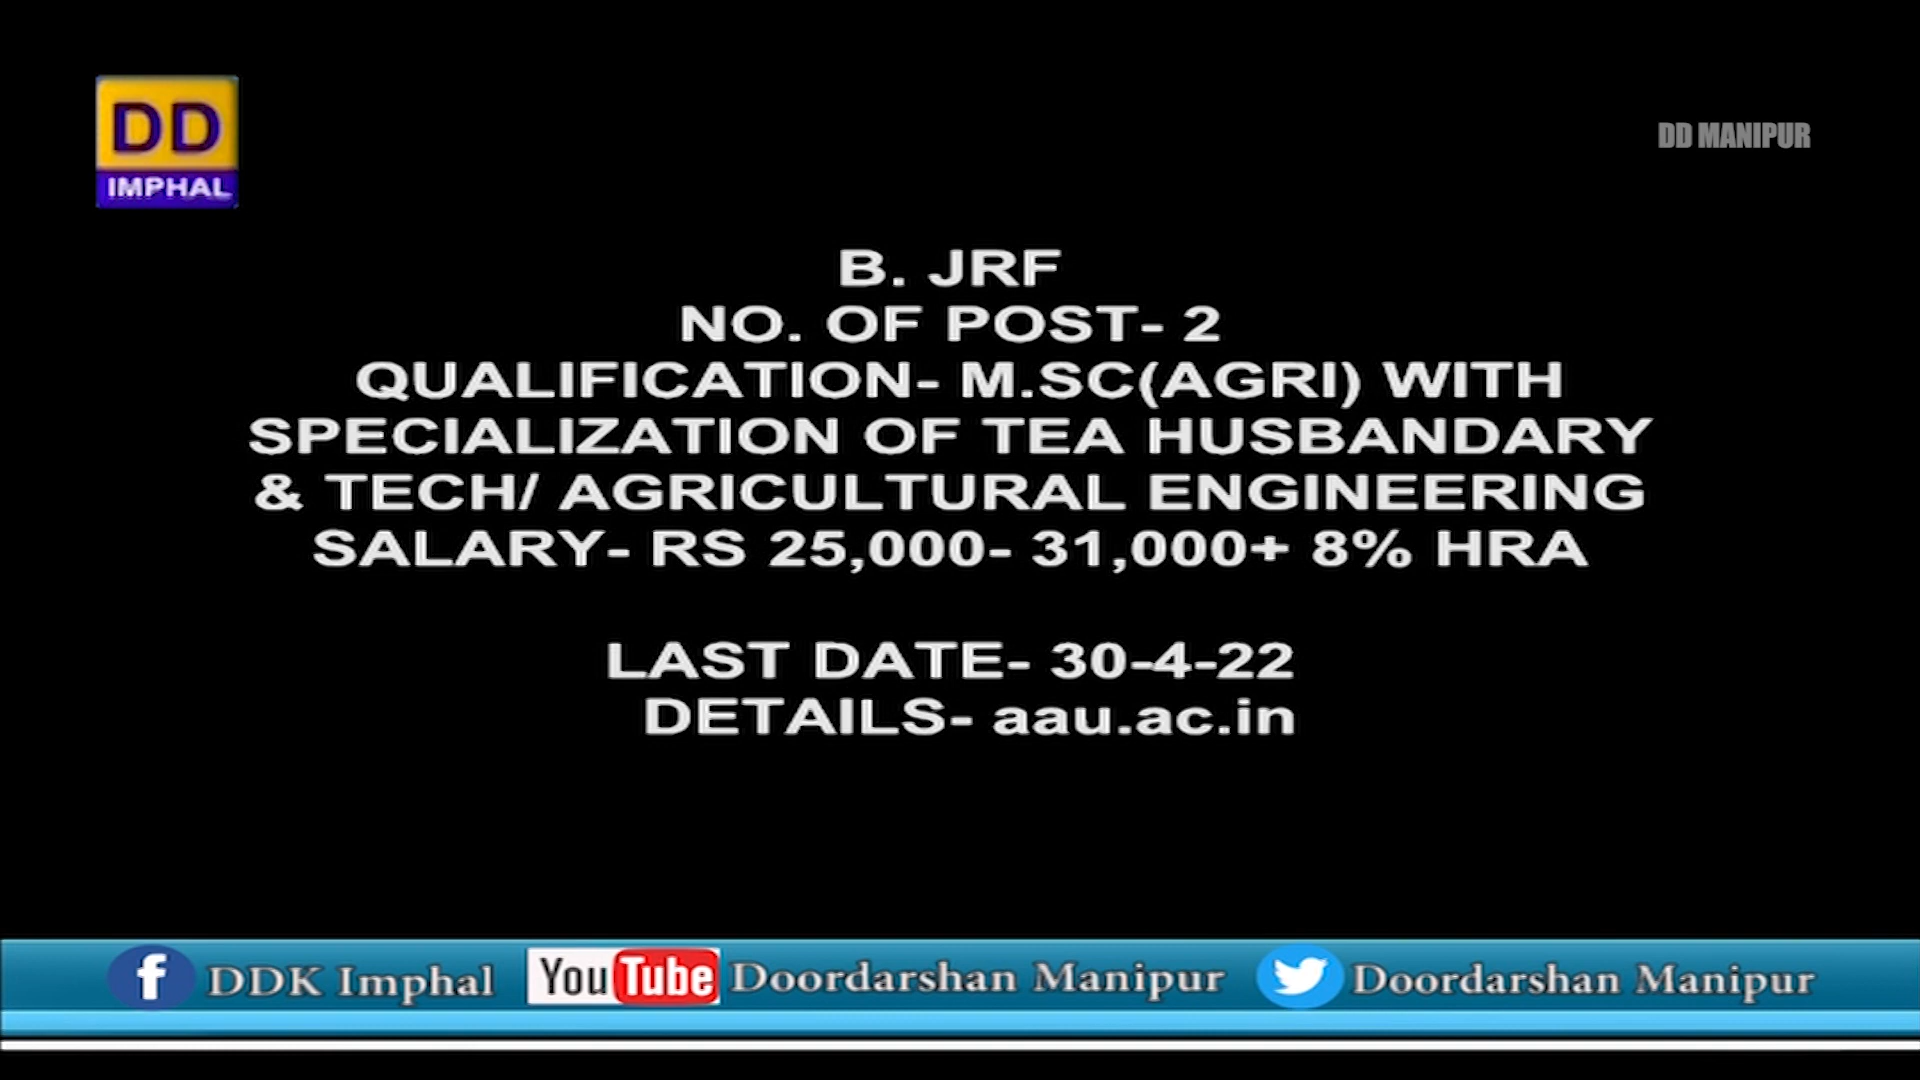 DD
IMPHAL
DD MANIPUR
B. JRF
NO. OF POST- 2
QUALIFICATION- M.SC(AGRI) WITH
SPECIALIZATION OF TEA HUSBANDARY
& TECH/ AGRICULTURAL ENGINEERING
SALARY- RS 25,000- 31,000+ 8% HRA
LAST DATE- 30-4-22
DETAILS- aau.ac.in
f DDK Imphal YouTube Doordarshan Manipur Doordarshan Manipur